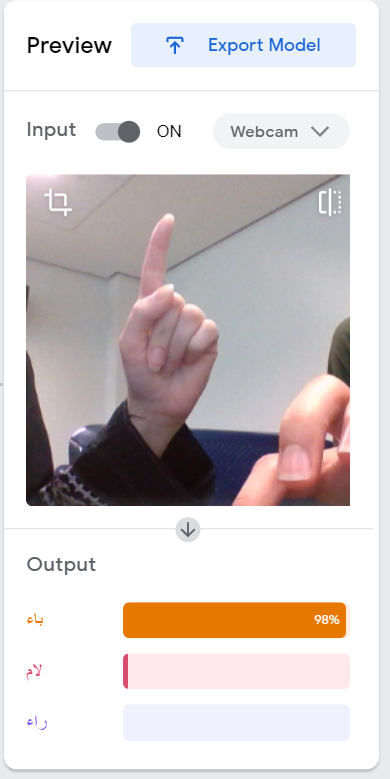 Preview
Export Model
Input
ON
Webcam
Output
باء
98%
لام
راء